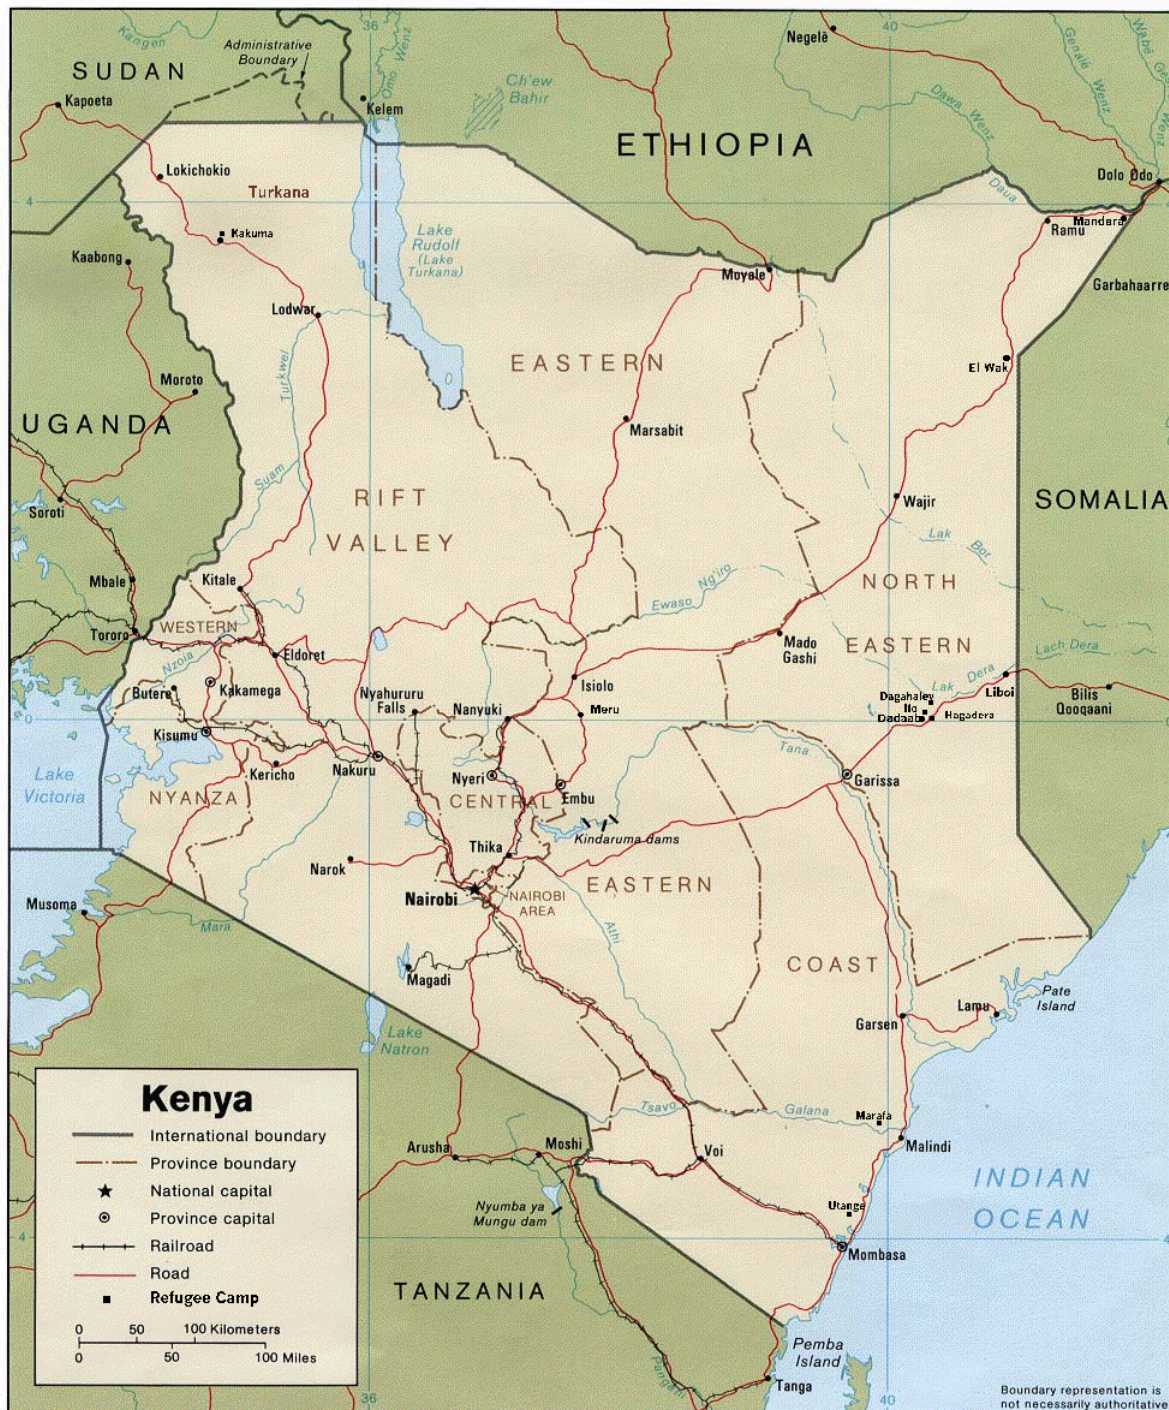 36
Kangen
Administrative
Boundary
SUDAN
Omo Wenz
Negelē
Genale Wenz
Kapoeta
Kelem
Ch'ew
Bahir
Dawa Wenz
ETHIOPIA
Lokichokio
Turkana
Dolo Odo
Daua
4
Kakuma
Lake
Rudolf
(Lake
Turkana)
Ramu
Mandera
Kaabong
Moyale
Garbahaarre
Lodwar
EASTERN
El Wak
Turkwel
Moroto
UGANDA
Marsabit
Suam
RIFT
VALLEY
Wajir
SOMALIA
Soroti
Lak Bor
Mbale
Kitale
NORTH
EASTERN
Ewaso Ng'iro
Tororo
WESTERN
Mado
Gashi
Nzoia
Eldoret
Lach Dera
Butere
Kakamega
Nyahururu
Falls
Isiolo
Lak Dera
Liboi
Bilis
Qooqaani
Dagahaley
Ifo
Dadaab
Hagadera
Nanyuki
Meru
0
Kisumu
Tana
Lake
Victoria
Kericho
Nakuru
Nyeri
Garissa
NYANZA
CENTRAL
Embu
Kindaruma dams
Thika
Narok
EASTERN
Nairobi
NAIROBI
AREA
Musoma
Mara
Athi
COAST
Magadi
Pate
Island
Lamu
Garsen
Lake
Natron
Tsavo
Galana
Marafa
Arusha
Moshi
Voi
Malindi
INDIAN
OCEAN
Nyumba ya
Mungu dam
Utange
4
Mombasa
TANZANIA
Pemba
Island
Pangani
Tanga
36
40
Kenya
International boundary
Province boundary
National capital
Province capital
Railroad
Road
Refugee Camp
0 50 100 Kilometers
0 50 100 Miles
Boundary representation is
not necessarily authoritative